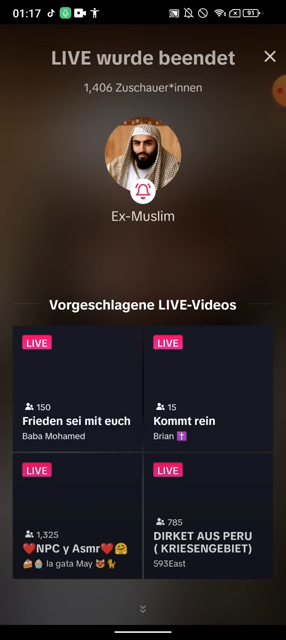 01:17
91
LIVE wurde beendet
1,406 Zuschauer*innen
Ex-Muslim
Vorgeschlagene LIVE-Videos
LIVE
150
Frieden sei mit euch
Baba Mohamed
LIVE
15
Kommt rein
Brian ✝️
LIVE
1,325
❤️NPC y Asmr❤️🤗
la gata May 😺🐈
LIVE
785
DIRKET AUS PERU
( KRIESENGEBIET)
593East